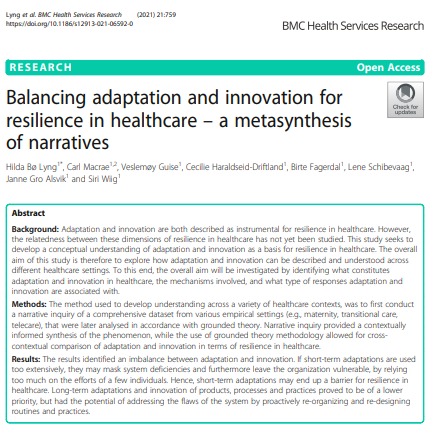 Lyng et al. BMC Health Services Research (2021) 21:759
https://doi.org/10.1186/s12913-021-06592-0
BMC Health Services Research
RESEARCH Open Access
Balancing adaptation and innovation for
resilience in healthcare – a metasynthesis
of narratives
Check for
updates
Hilda Bø Lyng1*, Carl Macrae1,2, Veslemøy Guise1, Cecilie Haraldseid-Driftland1, Birte Fagerdal1, Lene Schibevaag1,
Janne Gro Alsvik1 and Siri Wiig1
Abstract
Background: Adaptation and innovation are both described as instrumental for resilience in healthcare. However,
the relatedness between these dimensions of resilience in healthcare has not yet been studied. This study seeks to
develop a conceptual understanding of adaptation and innovation as a basis for resilience in healthcare. The overall
aim of this study is therefore to explore how adaptation and innovation can be described and understood across
different healthcare settings. To this end, the overall aim will be investigated by identifying what constitutes
adaptation and innovation in healthcare, the mechanisms involved, and what type of responses adaptation and
innovation are associated with.
Methods: The method used to develop understanding across a variety of healthcare contexts, was to first conduct
a narrative inquiry of a comprehensive dataset from various empirical settings (e.g., maternity, transitional care,
telecare), that were later analysed in accordance with grounded theory. Narrative inquiry provided a contextually
informed synthesis of the phenomenon, while the use of grounded theory methodology allowed for cross-
contextual comparison of adaptation and innovation in terms of resilience in healthcare.
Results: The results identified an imbalance between adaptation and innovation. If short-term adaptations are used
too extensively, they may mask system deficiencies and furthermore leave the organization vulnerable, by relying
too much on the efforts of a few individuals. Hence, short-term adaptations may end up a barrier for resilience in
healthcare. Long-term adaptations and innovation of products, processes and practices proved to be of a lower
priority, but had the potential of addressing the flaws of the system by proactively re-organizing and re-designing
routines and practices.